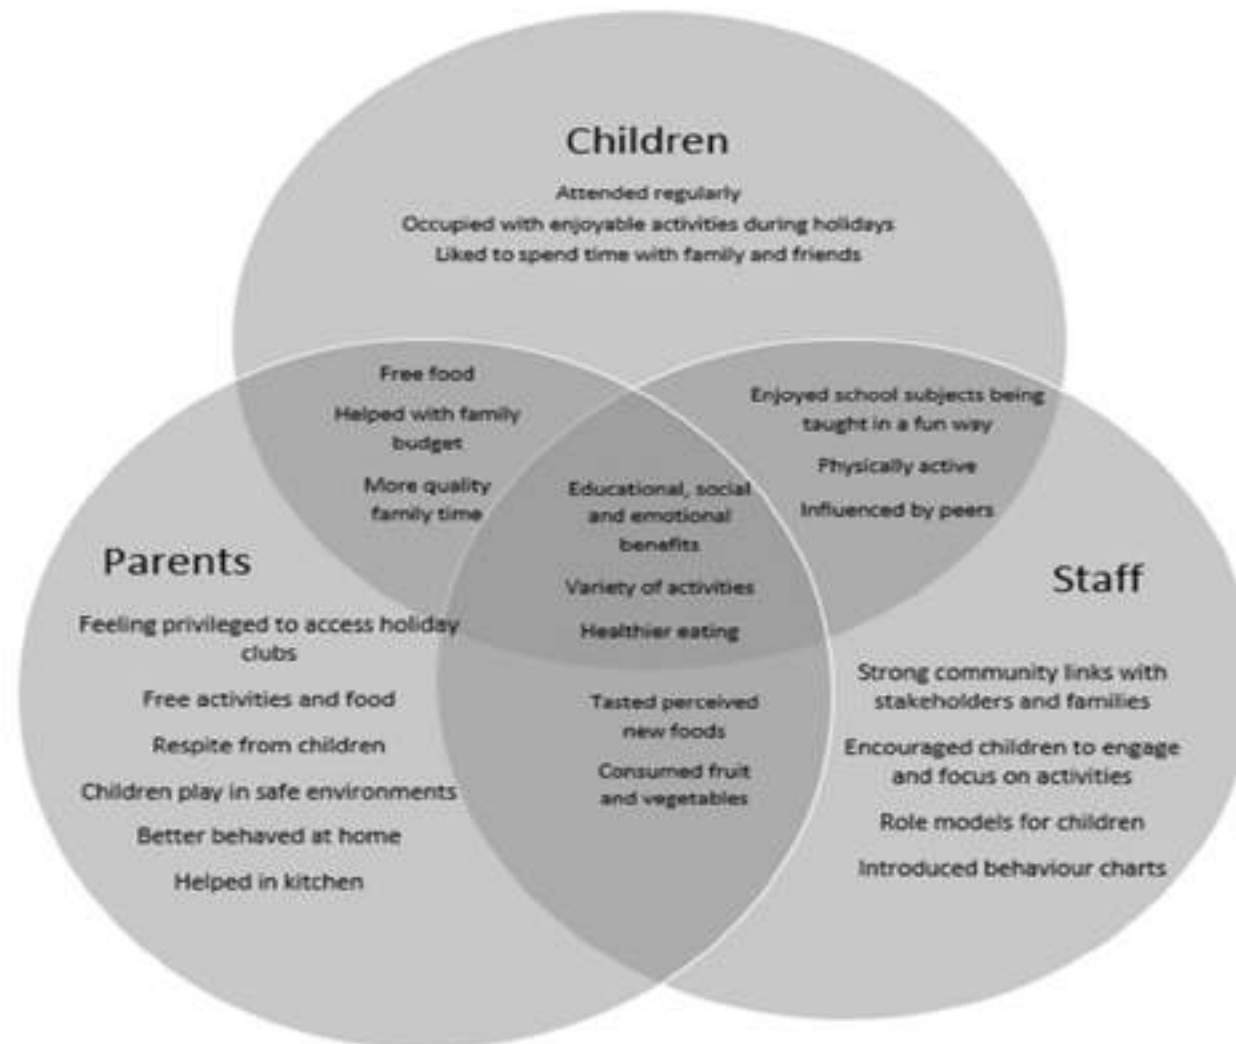 Children
Attended regularly
Occupied with enjoyable activities during holidays
Liked to spend time with family and friends
Free food
Helped with family
budget
More quality
family time
Enjoyed school subjects being
taught in a fun way
Physically active
Influenced by peers
Educational, social
and emotional
benefits
Variety of activities
Healthier eating
Parents
Feeling privileged to access holiday
clubs
Free activities and food
Respite from children
Children play in safe environments
Better behaved at home
Helped in kitchen
Tasted perceived
new foods
Consumed fruit
and vegetables
Staff
Strong community links with
stakeholders and families
Encouraged children to engage
and focus on activities
Role models for children
Introduced behaviour charts